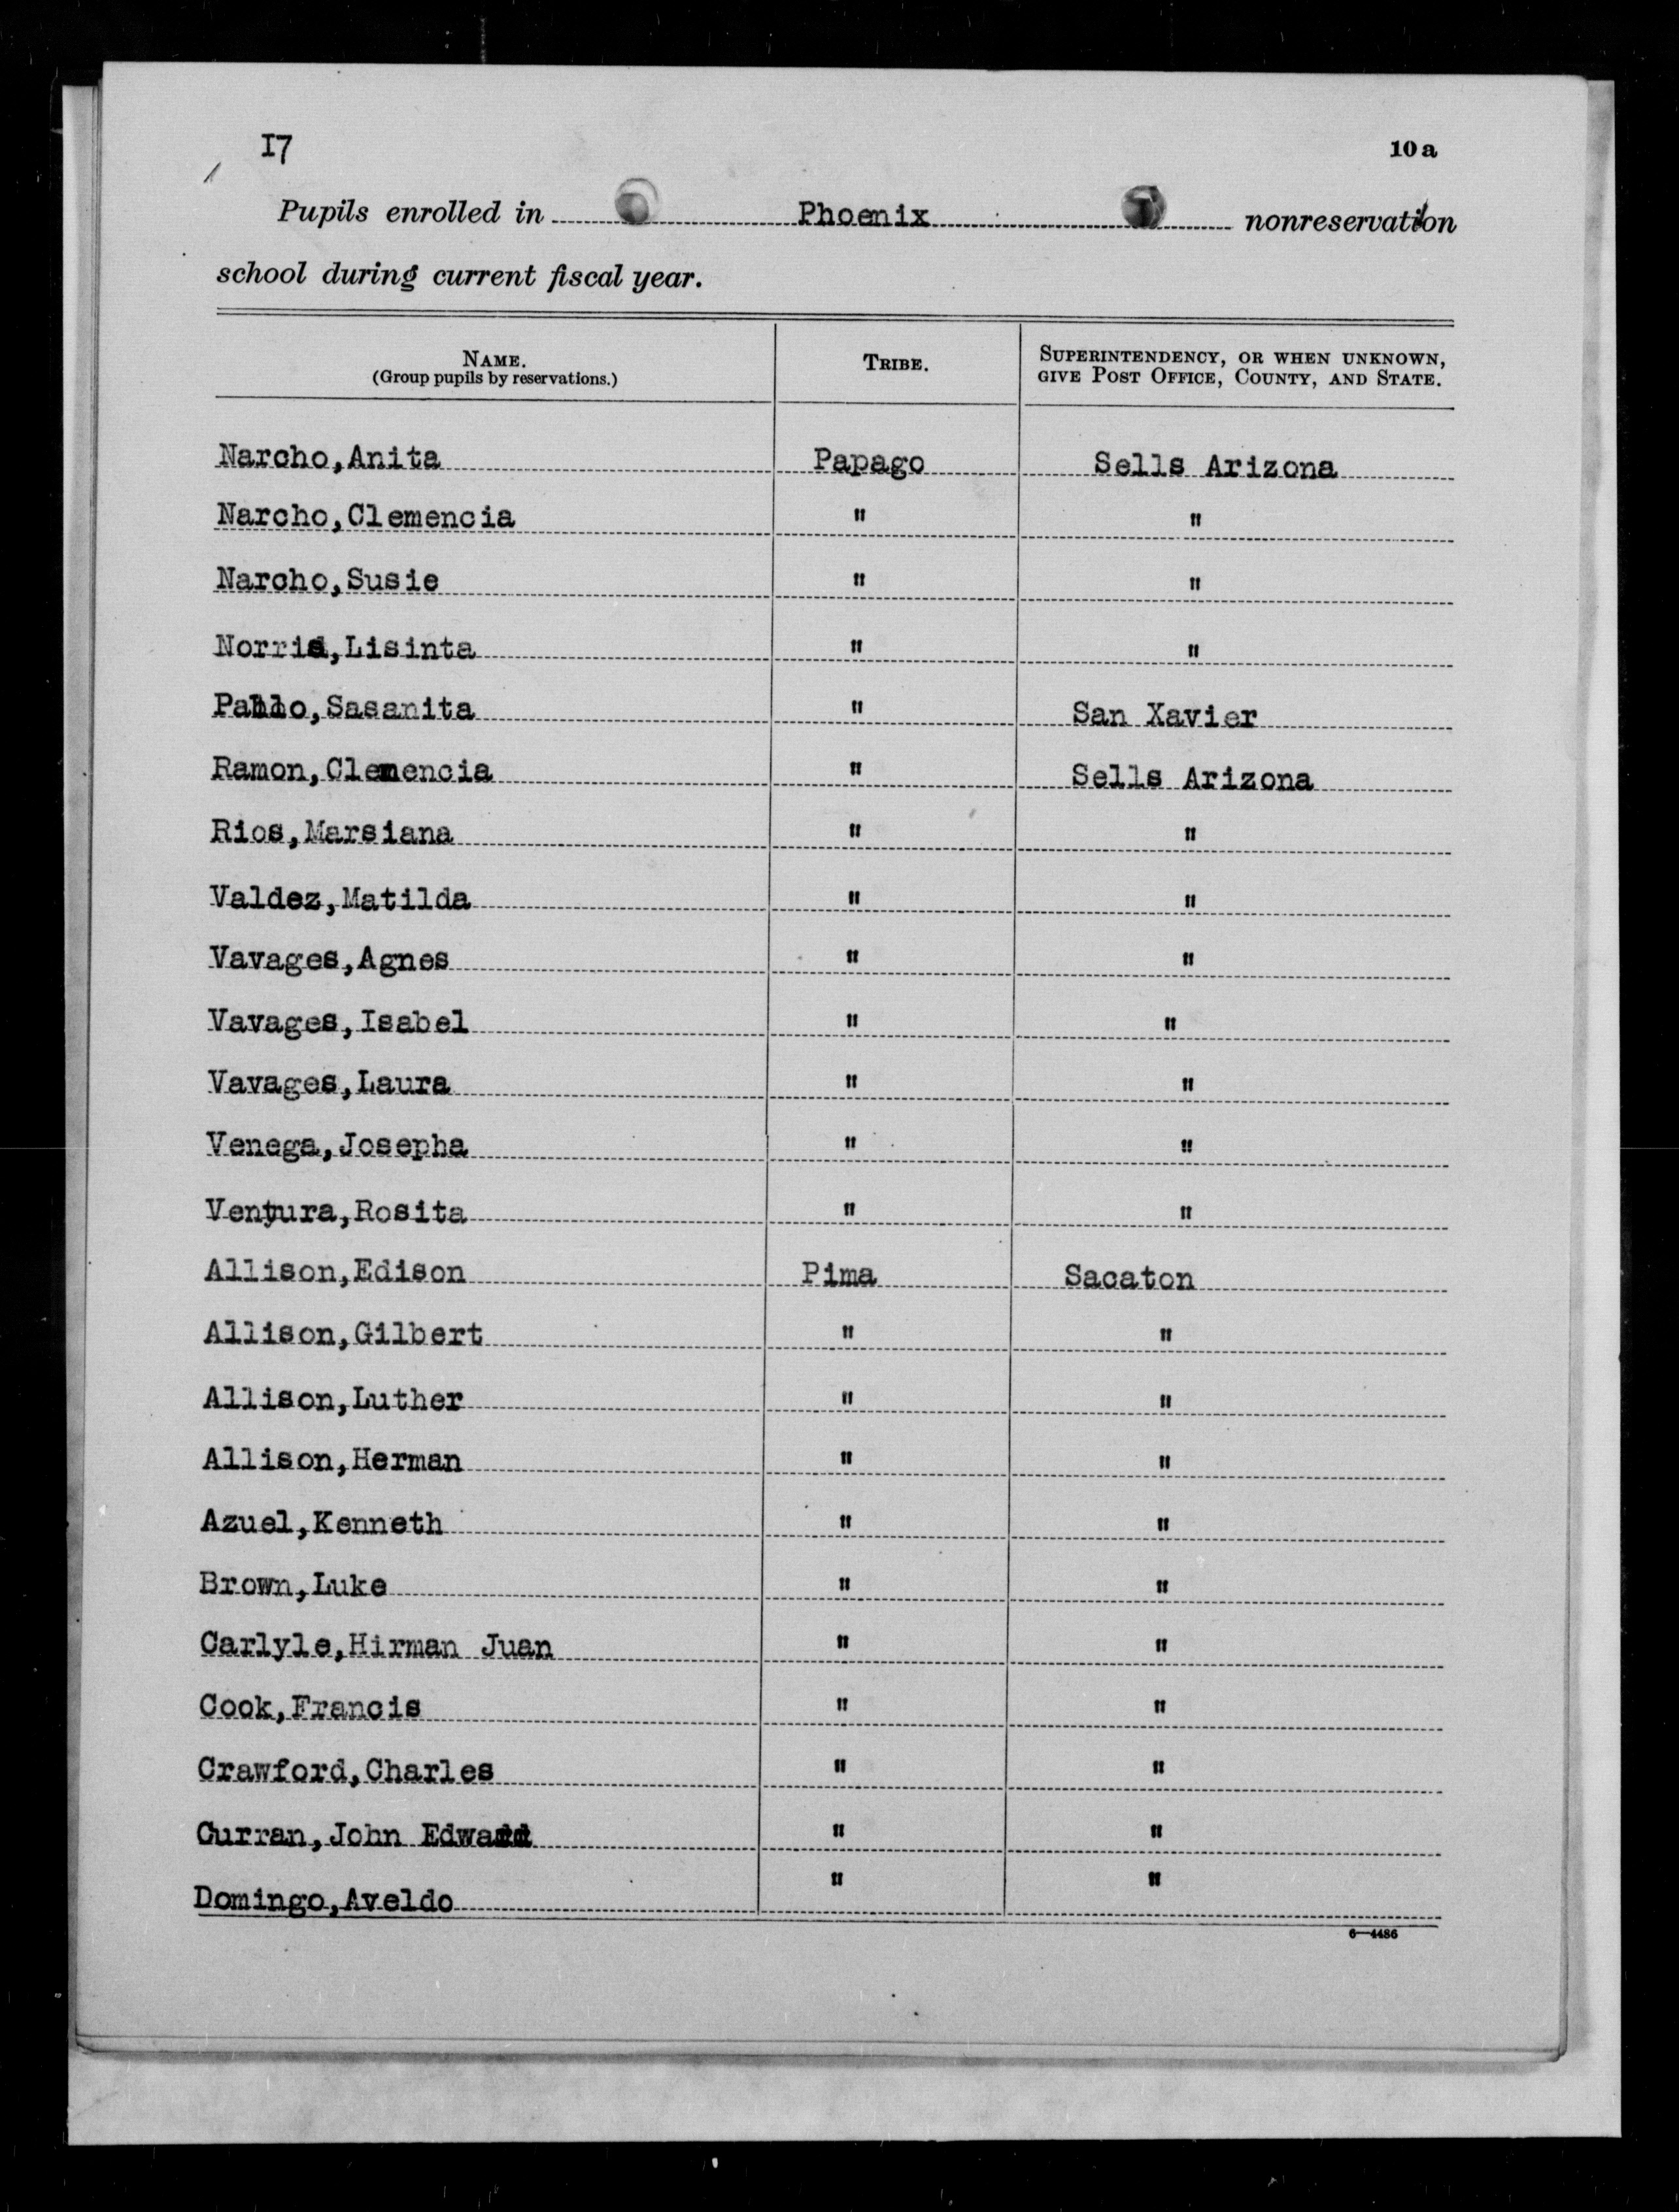 I7
10a
Pupils enrolled in Phoenix nonreservation
school during current fiscal year.
NAME. TRIBE. SUPERINTENDENCY, OR WHEN UNKNOWN,
(Group pupils by reservations.) GIVE POST OFFICE, COUNTY, AND STATE.
Narcho,Anita Papago Sells Arizona
Narcho,Clemencia " "
Narcho,Susie " "
Norris,Lisinta " "
Pablo,Sasanita " San Xavier
Ramon,Clemencia " Sells Arizona
Rios,Marsiana " "
Valdez,Matilda " "
Vavages,Agnes " "
Vavages,Isabel " "
Vavages,Laura " "
Venega,Josepha " "
Ventura,Rosita " "
Allison,Edison Pima Sacaton
Allison,Gilbert " "
Allison,Luther " "
Allison,Herman " "
Azuel,Kenneth " "
Brown,Luke " "
Carlyle,Hirman Juan " "
Cook,Francis " "
Crawford,Charles " "
Curran,John Edward " "
Domingo,Aveldo " "
6—4486